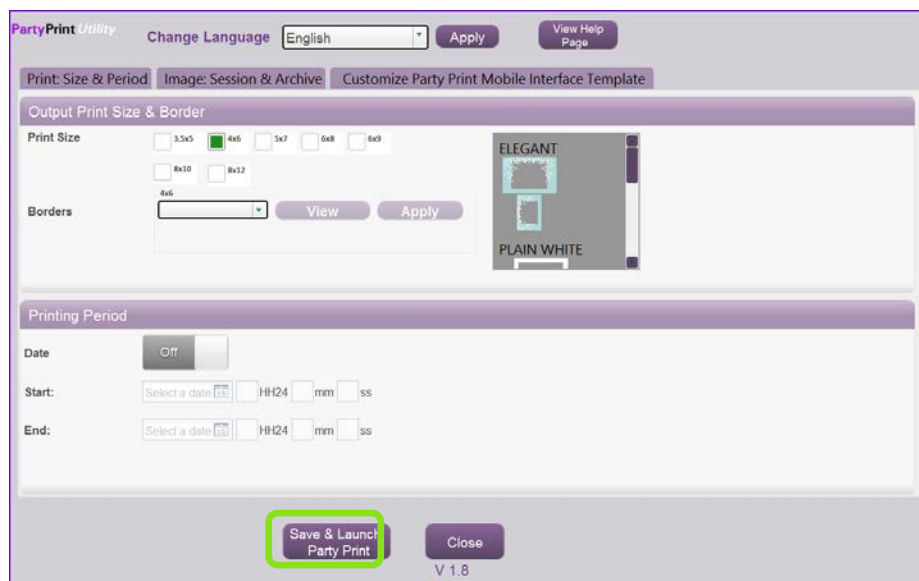 PartyPrint Utility
Change Language English Apply View Help Page
Print: Size & Period Image: Session & Archive Customize Party Print Mobile Interface Template
Output Print Size & Border
Print Size 3.5x5 4x6 5x7 6x8 6x9
8x10 8x12
4x6
Borders View Apply
ELEGANT
PLAIN WHITE
Printing Period
Date Off
Start: Select a date 15 HH24 mm ss
End: Select a date 15 HH24 mm ss
Save & Launch
Party Print
Close
V 1.8